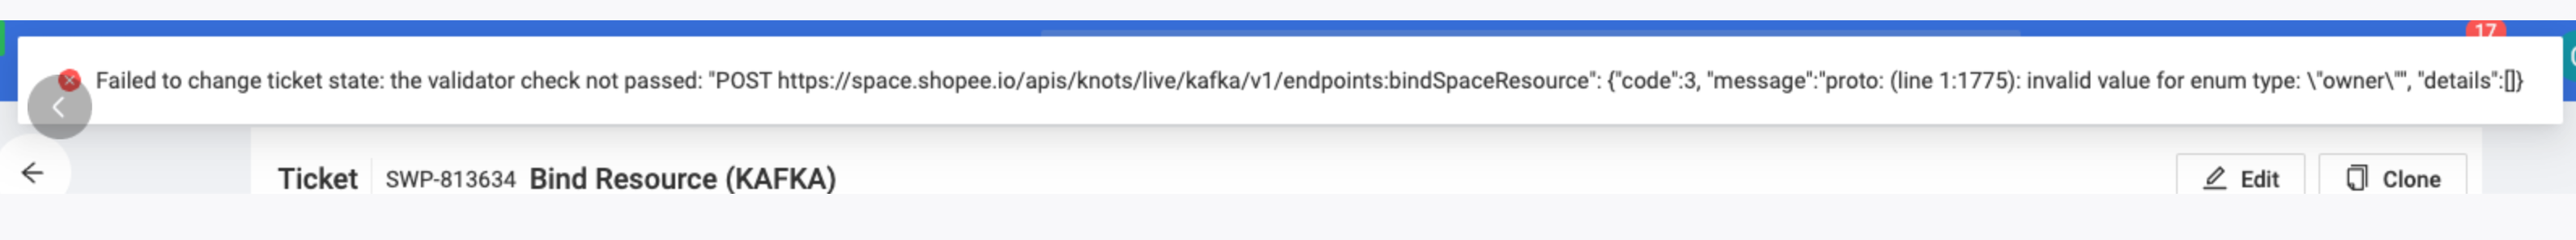 17
Failed to change ticket state: the validator check not passed: "POST https://space.shopee.io/apis/knots/live/kafka/v1/endpoints:bindSpaceResource": {"code":3, "message":"proto: (line 1:1775): invalid value for enum type: \"owner\"", "details":[]}
Ticket SWP-813634 Bind Resource (KAFKA) Edit Clone